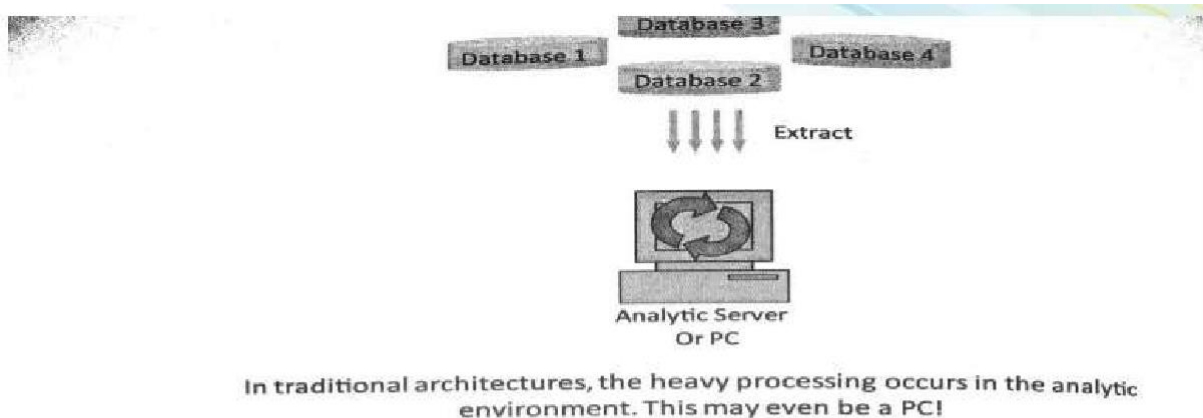 Database 3
Database 1
Database 4
Database 2
Extract
Analytic Server
Or PC
In traditional architectures, the heavy processing occurs in the analytic
environment. This may even be a PC!